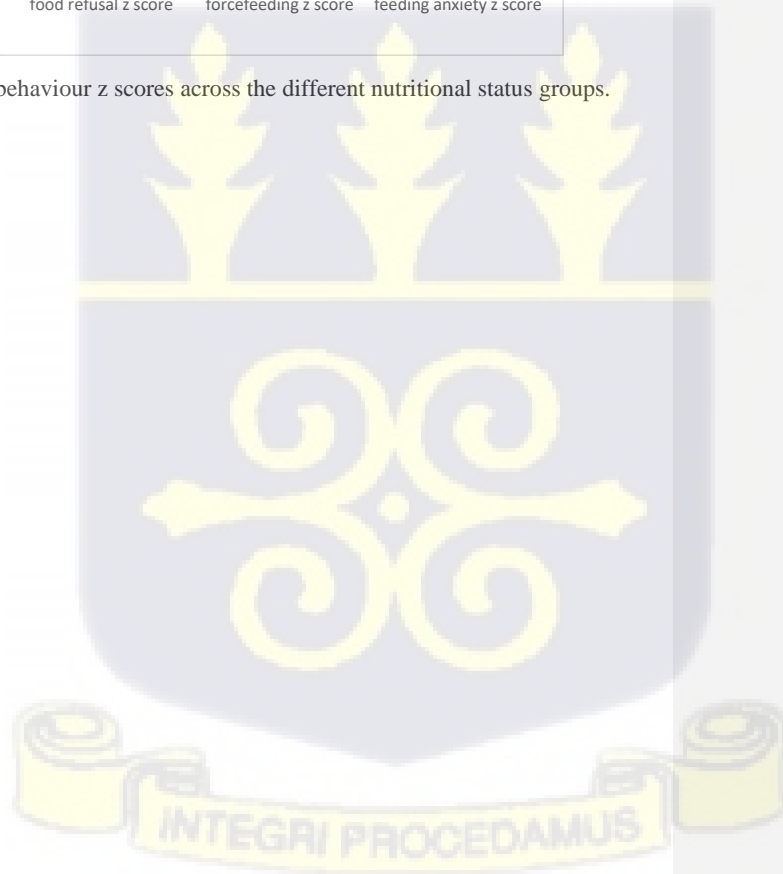 food refusal z score forcefeeding z score feeding anxiety z score
behaviour z scores across the different nutritional status groups.
INTEGRI PROCEDAMUS